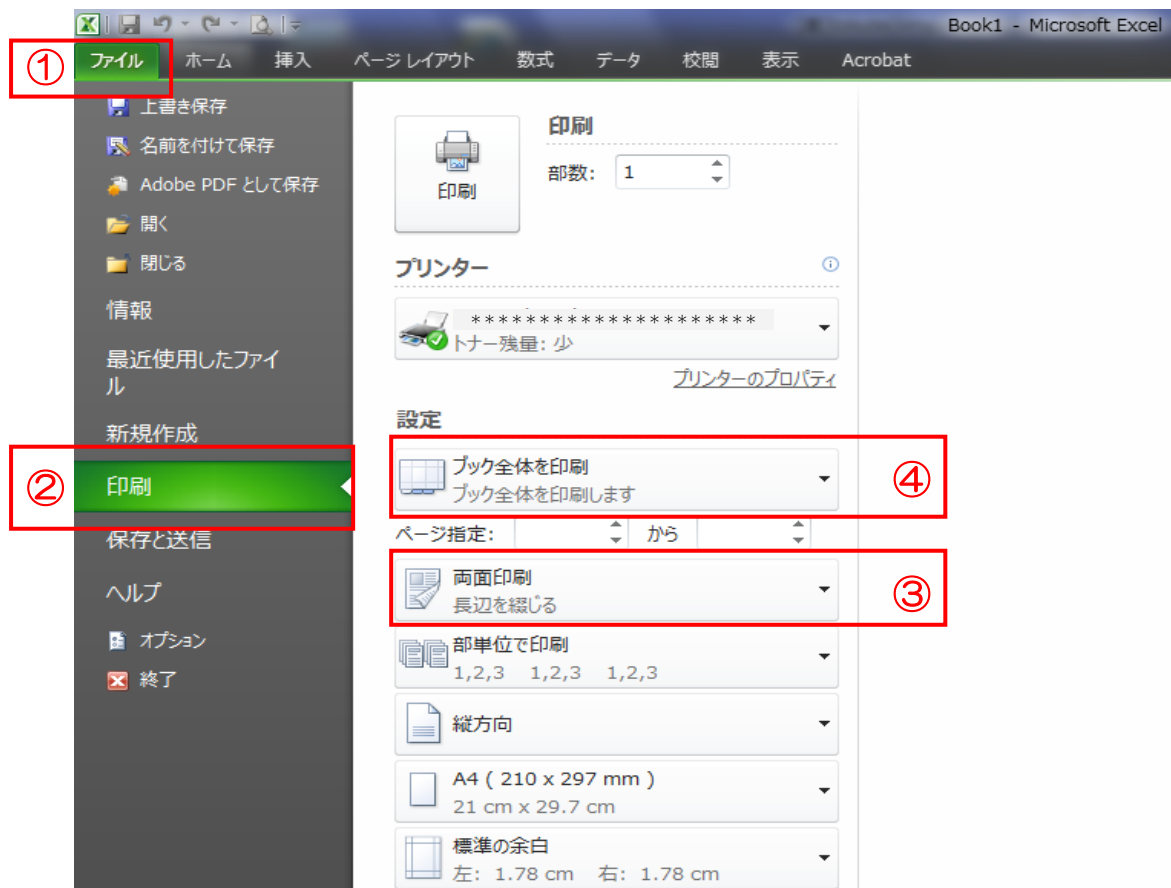 Book1 - Microsoft Excel
① ファイル ホーム 挿入 ページ レイアウト 数式 データ 校閲 表示 Acrobat
上書き保存
名前を付けて保存
Adobe PDF として保存
開く
閉じる
情報
最近使用したファイ
ル
新規作成
② 印刷
保存と送信
ヘルプ
オプション
終了
印刷
印刷
部数: 1
プリンター
*********************
トナー残量: 少
プリンターのプロパティ
設定
ブック全体を印刷
ブック全体を印刷します
④
ページ指定: から
両面印刷
長辺を綴じる
③
部単位で印刷
1,2,3 1,2,3 1,2,3
縦方向
A4 ( 210 x 297 mm )
21 cm x 29.7 cm
標準の余白
左: 1.78 cm 右: 1.78 cm